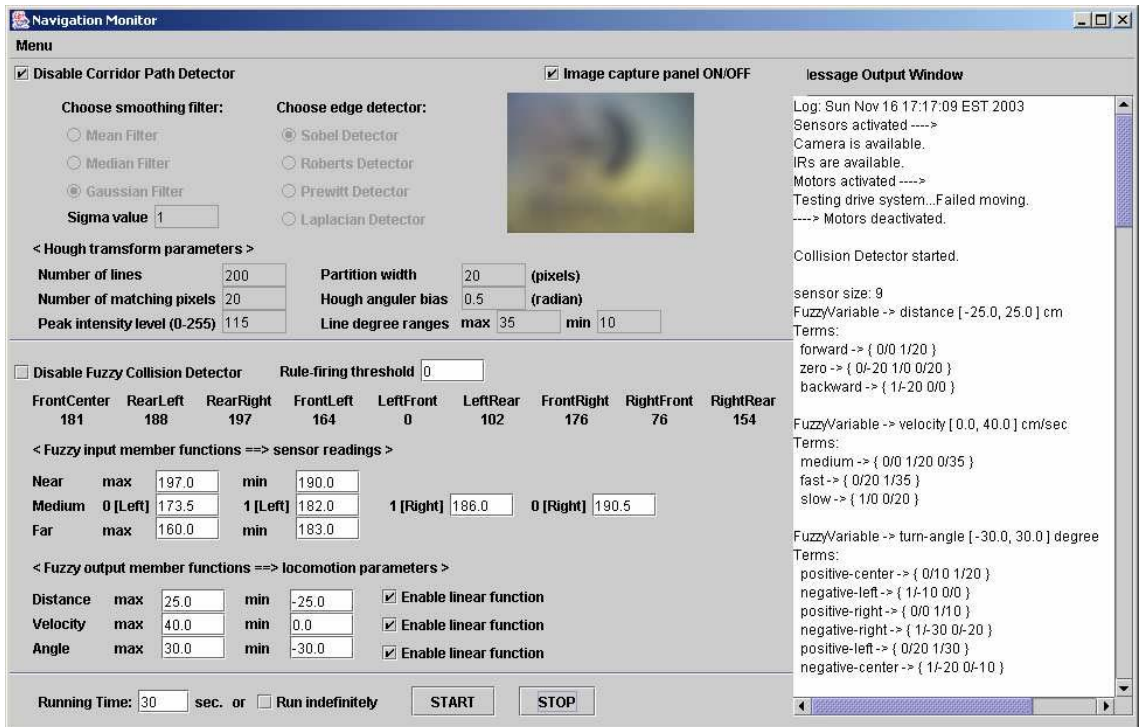 Navigation Monitor
Menu
Disable Corridor Path Detector
Image capture panel ON/OFF
Choose smoothing filter:
Choose edge detector:
Mean Filter
Sobel Detector
Median Filter
Roberts Detector
Gaussian Filter
Prewitt Detector
Sigma value 1
Laplacian Detector
< Hough tramsform parameters >
Number of lines 200 Partition width 20 (pixels)
Number of matching pixels 20 Hough anguler bias 0.5 (radian)
Peak intensity level (0-255) 115 Line degree ranges max 35 min 10
Disable Fuzzy Collision Detector Rule-firing threshold 0
FrontCenter RearLeft RearRight FrontLeft LeftFront LeftRear FrontRight RightFront RightRear
181 188 197 164 0 102 176 76 154
< Fuzzy input member functions ==> sensor readings >
Near max 197.0 min 190.0
Medium 0 [Left] 173.5 1 [Left] 182.0 1 [Right] 186.0 0 [Right] 190.5
Far max 160.0 min 183.0
< Fuzzy output member functions ==> locomotion parameters >
Distance max 25.0 min -25.0 Enable linear function
Velocity max 40.0 min 0.0 Enable linear function
Angle max 30.0 min -30.0 Enable linear function
Running Time: 30 sec. or Run indefinitely START STOP
lessage Output Window
Log: Sun Nov 16 17:17:09 EST 2003
Sensors activated ---->
Camera is available.
IRs are available.
Motors activated ---->
Testing drive system...Failed moving.
----> Motors deactivated.
Collision Detector started.
sensor size: 9
FuzzyVariable -> distance [ -25.0, 25.0 ] cm
Terms:
forward -> { 0/0 1/20 }
zero -> { 0/-20 1/0 0/20 }
backward -> { 1/-20 0/0 }
FuzzyVariable -> velocity [ 0.0, 40.0 ] cm/sec
Terms:
medium -> { 0/0 1/20 0/35 }
fast -> { 0/20 1/35 }
slow -> { 1/0 0/20 }
FuzzyVariable -> turn-angle [ -30.0, 30.0 ] degree
Terms:
positive-center -> { 0/10 1/20 }
negative-left -> { 1/-10 0/0 }
positive-right -> { 0/0 1/10 }
negative-right -> { 1/-30 0/-20 }
positive-left -> { 0/20 1/30 }
negative-center -> { 1/-20 0/-10 }